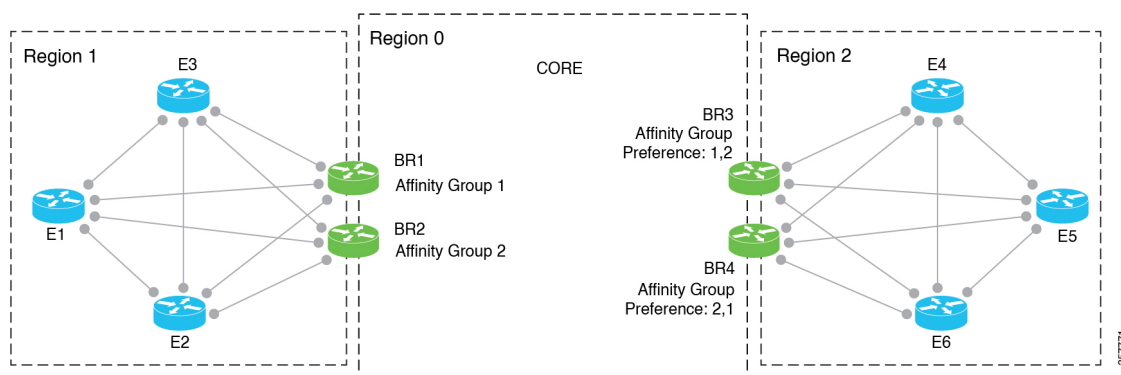 Region 1
E3
E1
E2
BR1
Affinity Group 1
BR2
Affinity Group 2
Region 0
CORE
BR3
Affinity Group
Preference: 1,2
BR4
Affinity Group
Preference: 2,1
Region 2
E4
E5
E6